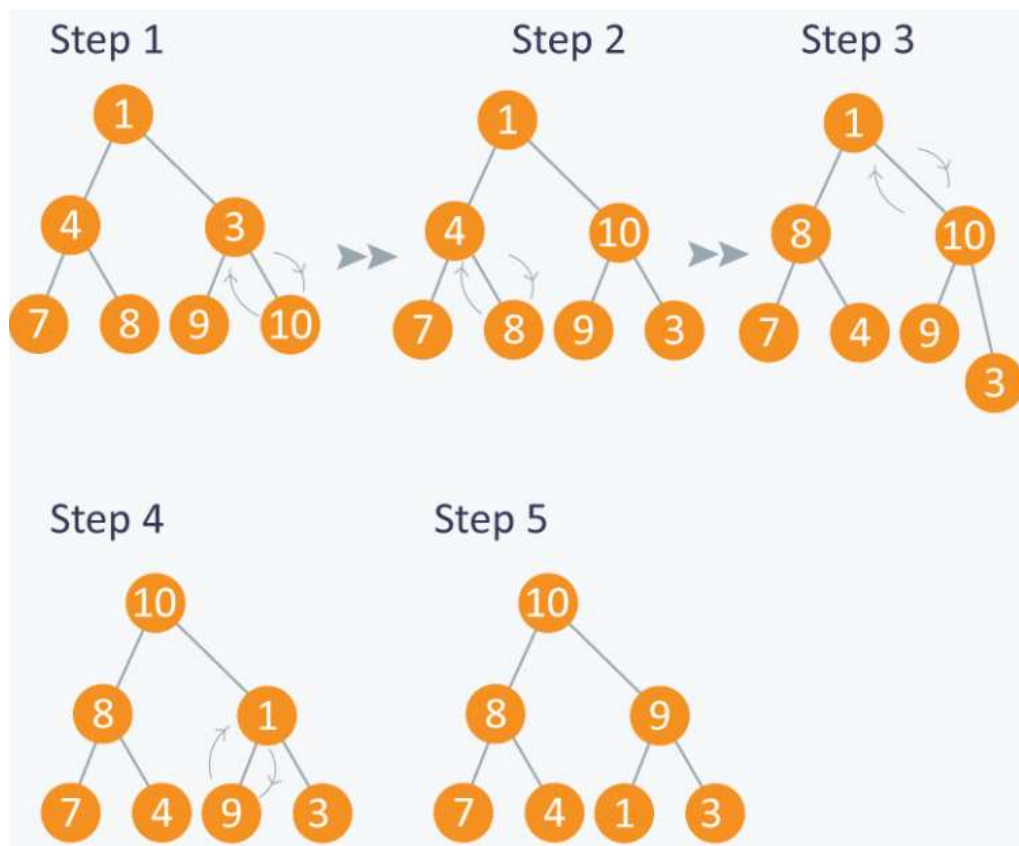 Step 1 Step 2 Step 3
1 1 1
4 3 4 10 8 10
7 8 9 10 7 8 9 3 7 4 9
3
Step 4 Step 5
10 10
8 1 8 9
7 4 9 3 7 4 1 3